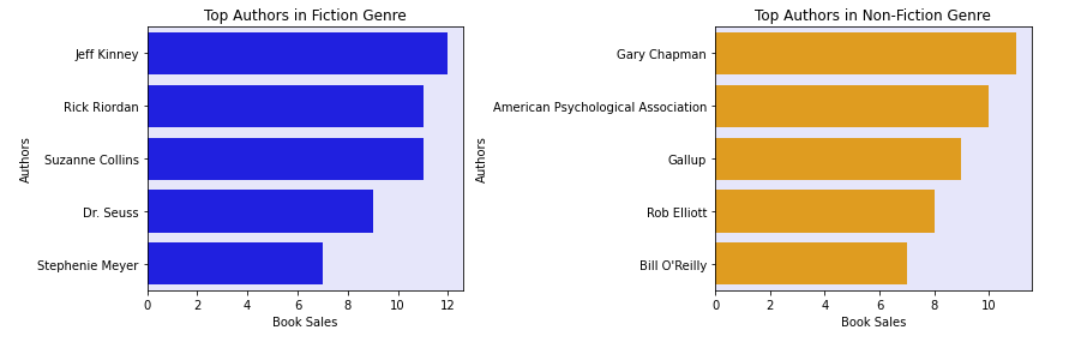 Top Authors in Fiction Genre
Jeff Kinney
Rick Riordan
Suzanne Collins
Dr. Seuss
Stephenie Meyer
Authors
0 2 4 6 8 10 12
Book Sales
Top Authors in Non-Fiction Genre
Gary Chapman
American Psychological Association
Gallup
Rob Elliott
Bill O'Reilly
Authors
0 2 4 6 8 10
Book Sales